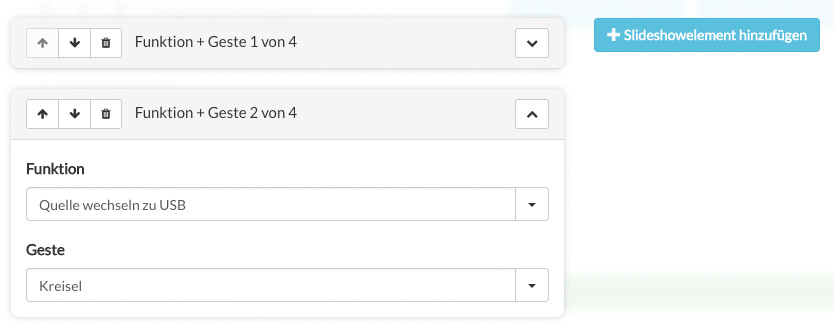 Funktion + Geste 1 von 4
Slideshowelement hinzufügen
Funktion + Geste 2 von 4
Funktion
Quelle wechseln zu USB
Geste
Kreisel